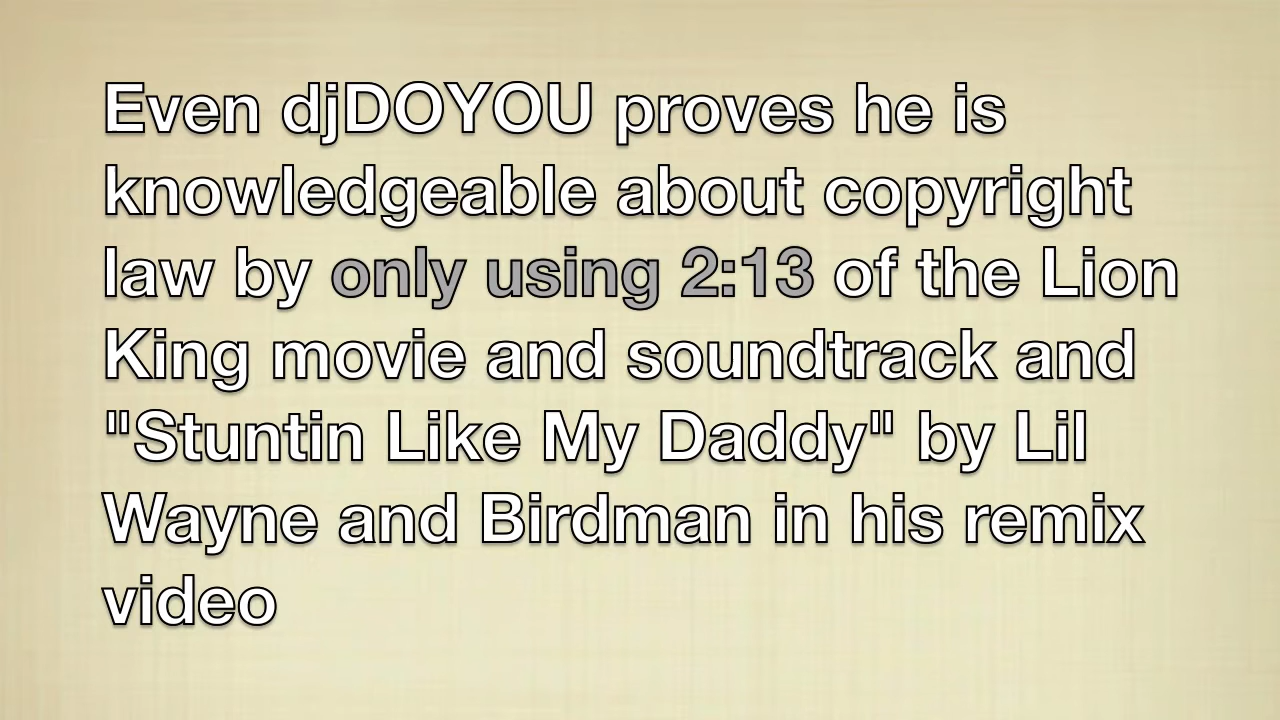 Even djDOYOU proves he is
knowledgeable about copyright
law by only using 2:13 of the Lion
King movie and soundtrack and
"Stuntin Like My Daddy" by Lil
Wayne and Birdman in his remix
video